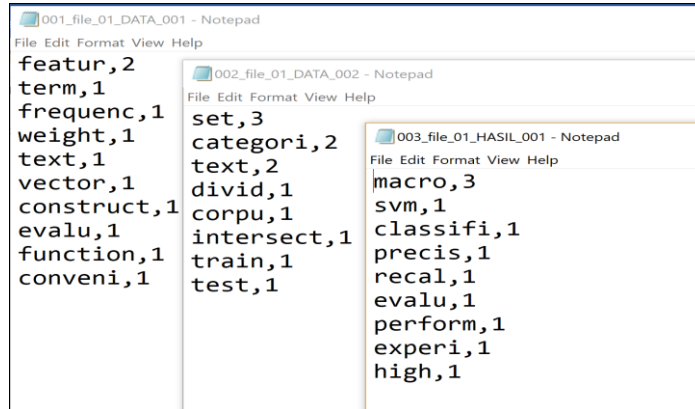 001_file_01_DATA_001 - Notepad
File Edit Format View Help
featur,2
term,1
frequenc,1
weight,1
text,1
vector,1
construct,1
evalu,1
function,1
conveni,1
002_file_01_DATA_002 - Notepad
File Edit Format View Help
set,3
categori,2
text,2
divid,1
corpu,1
intersect,1
train,1
test,1
003_file_01_HASIL_001 - Notepad
File Edit Format View Help
macro,3
svm,1
classifi,1
precis,1
recal,1
evalu,1
perform,1
experi,1
high,1